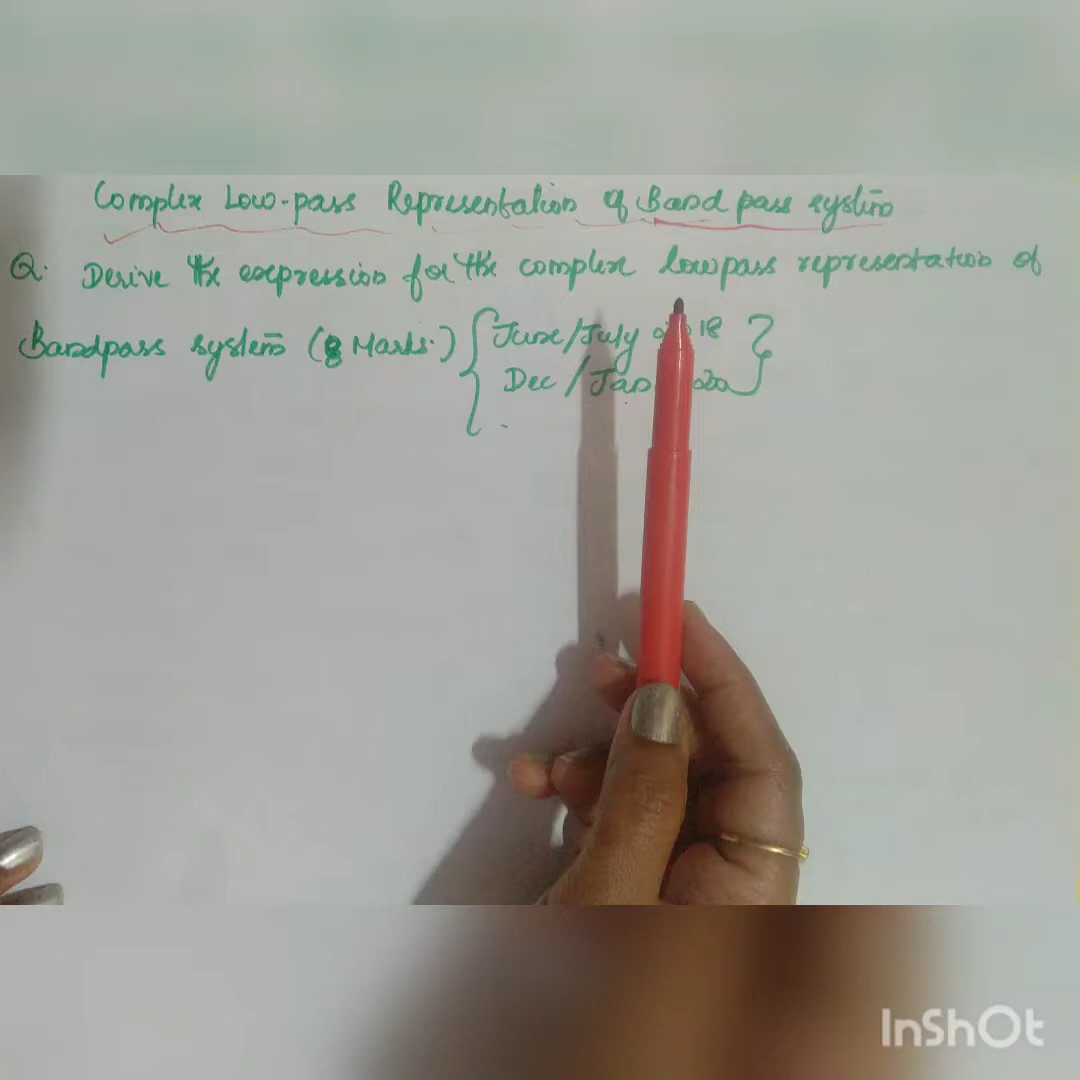 Complex Low-pass Representation of Band pass system
Q. Derive the expression for the complex lowpass representation of
Bandpass system (8 Marks.) { June/July 18 }
Dec / Jan
InShOt